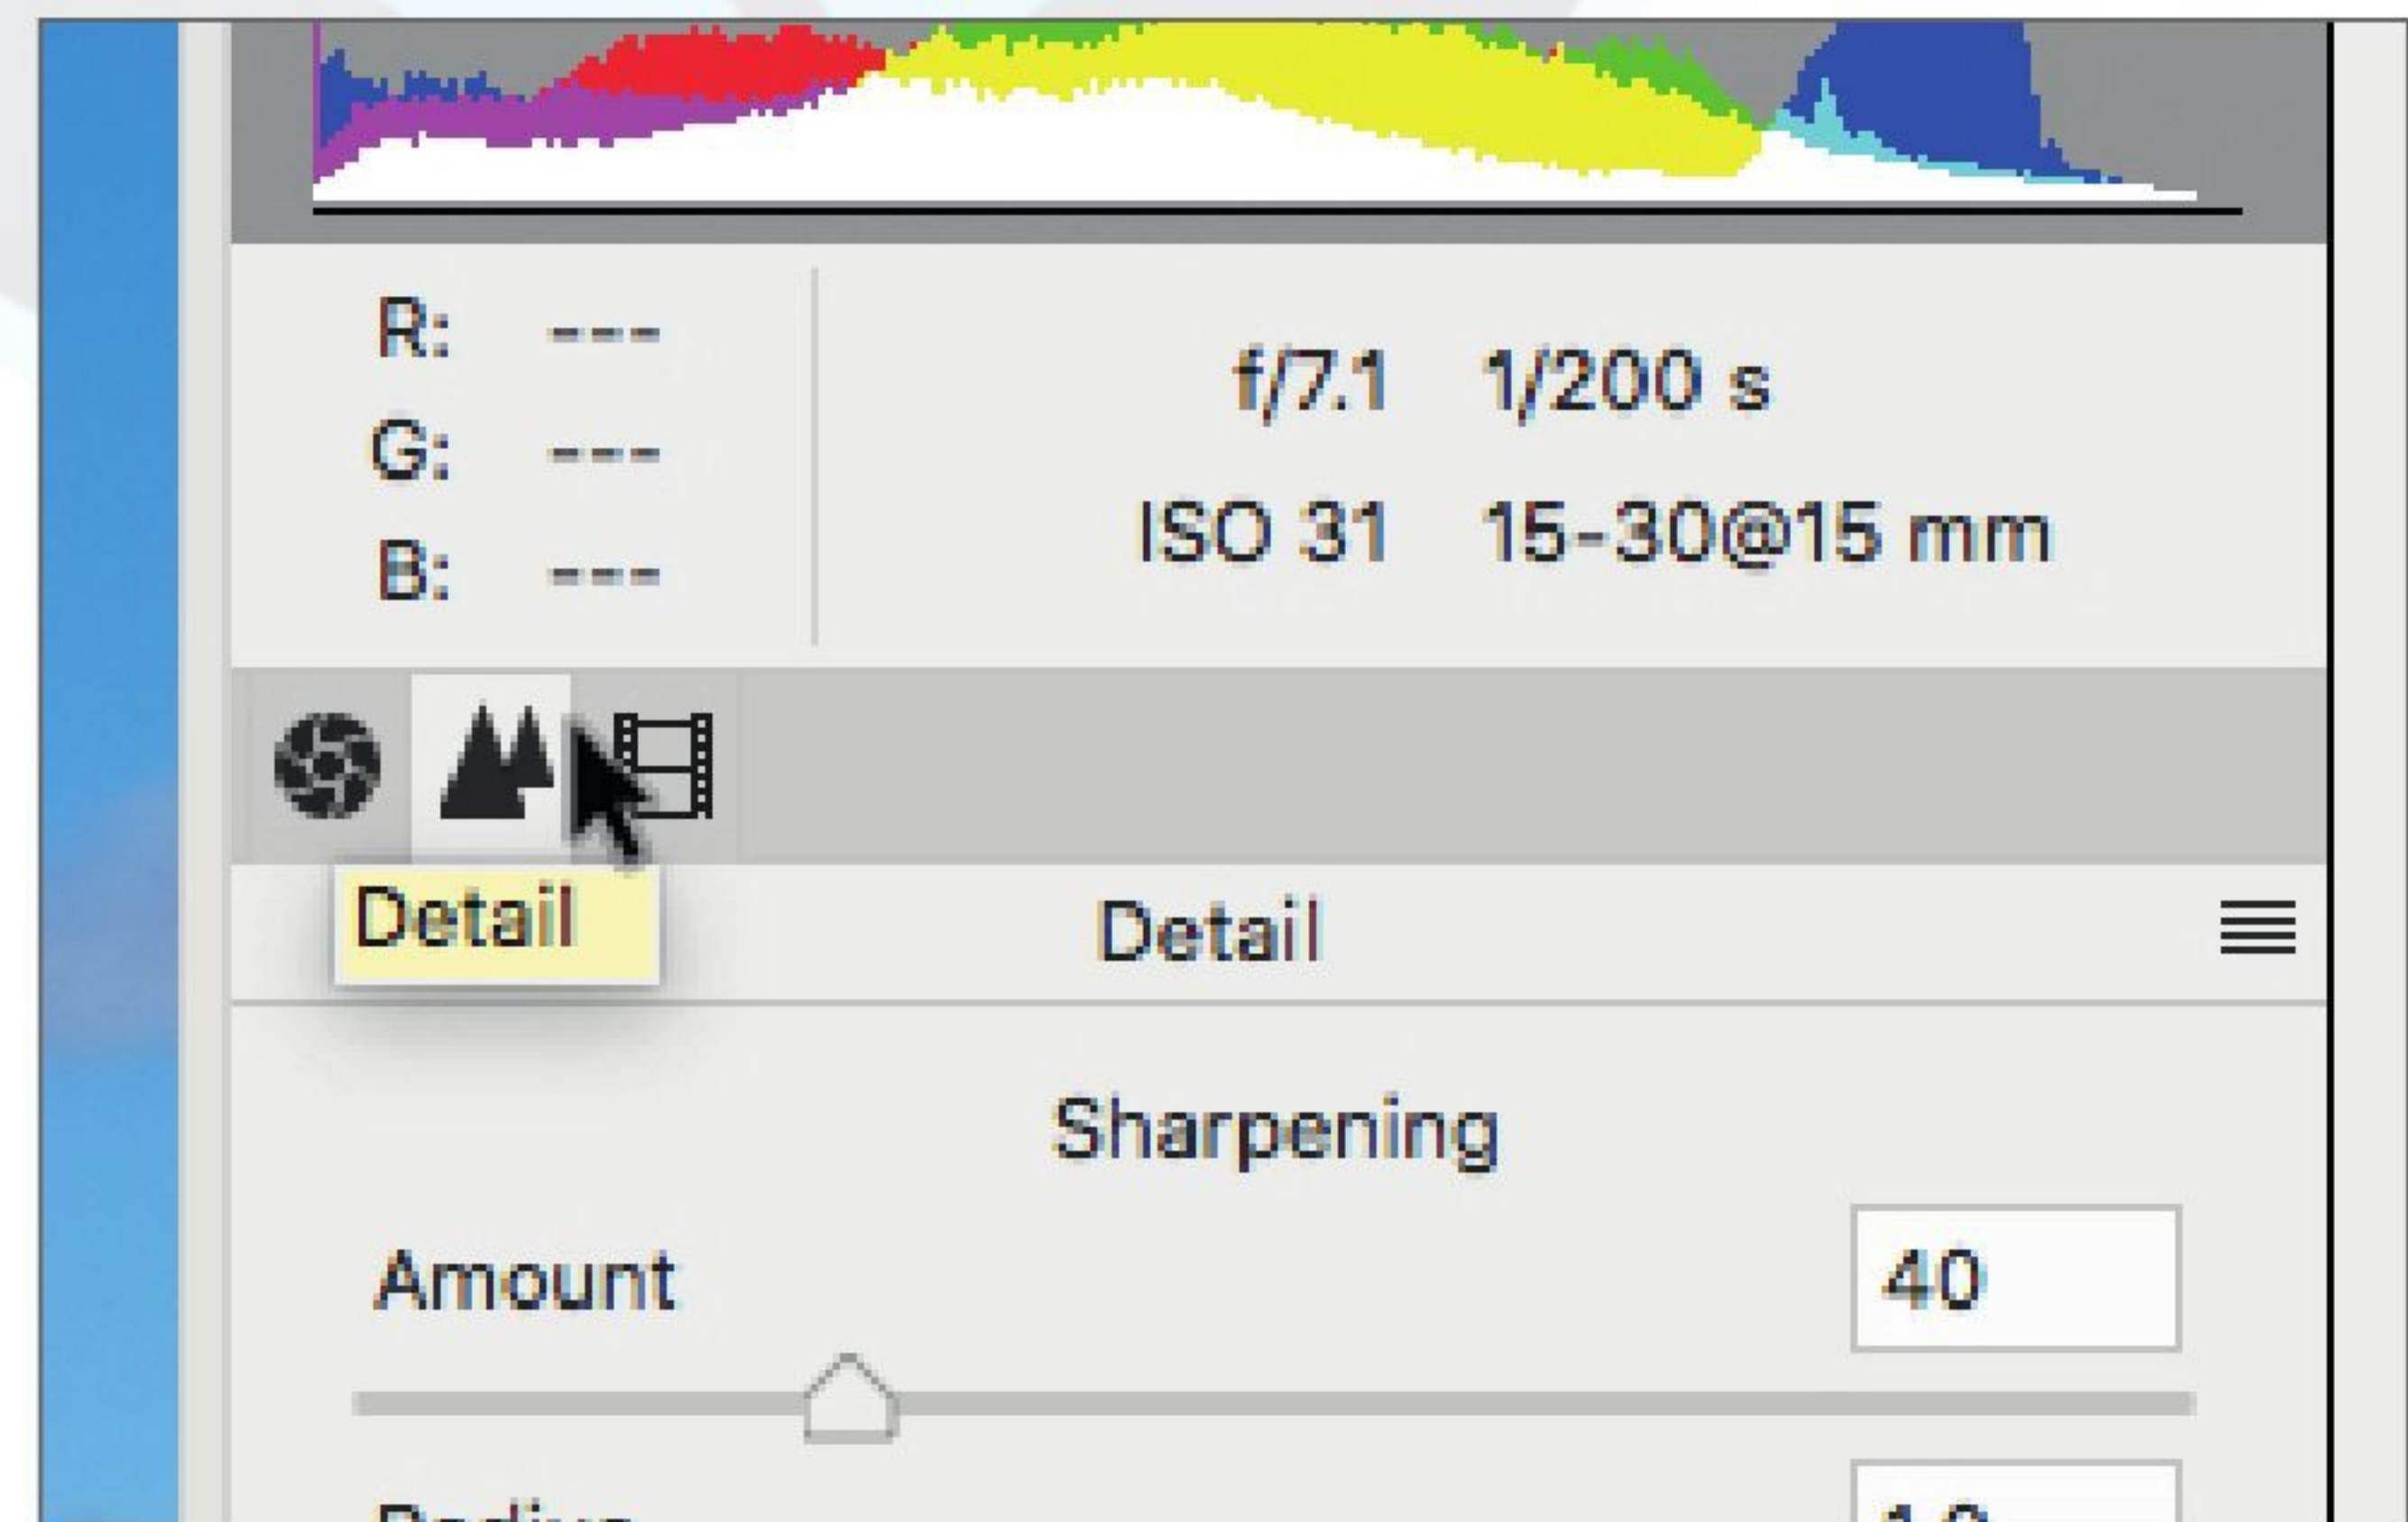 R: ---
G: ---
B: ---
f/7.1 1/200 s
ISO 31 15-30@15 mm
Detail
Detail
Sharpening
Amount 40